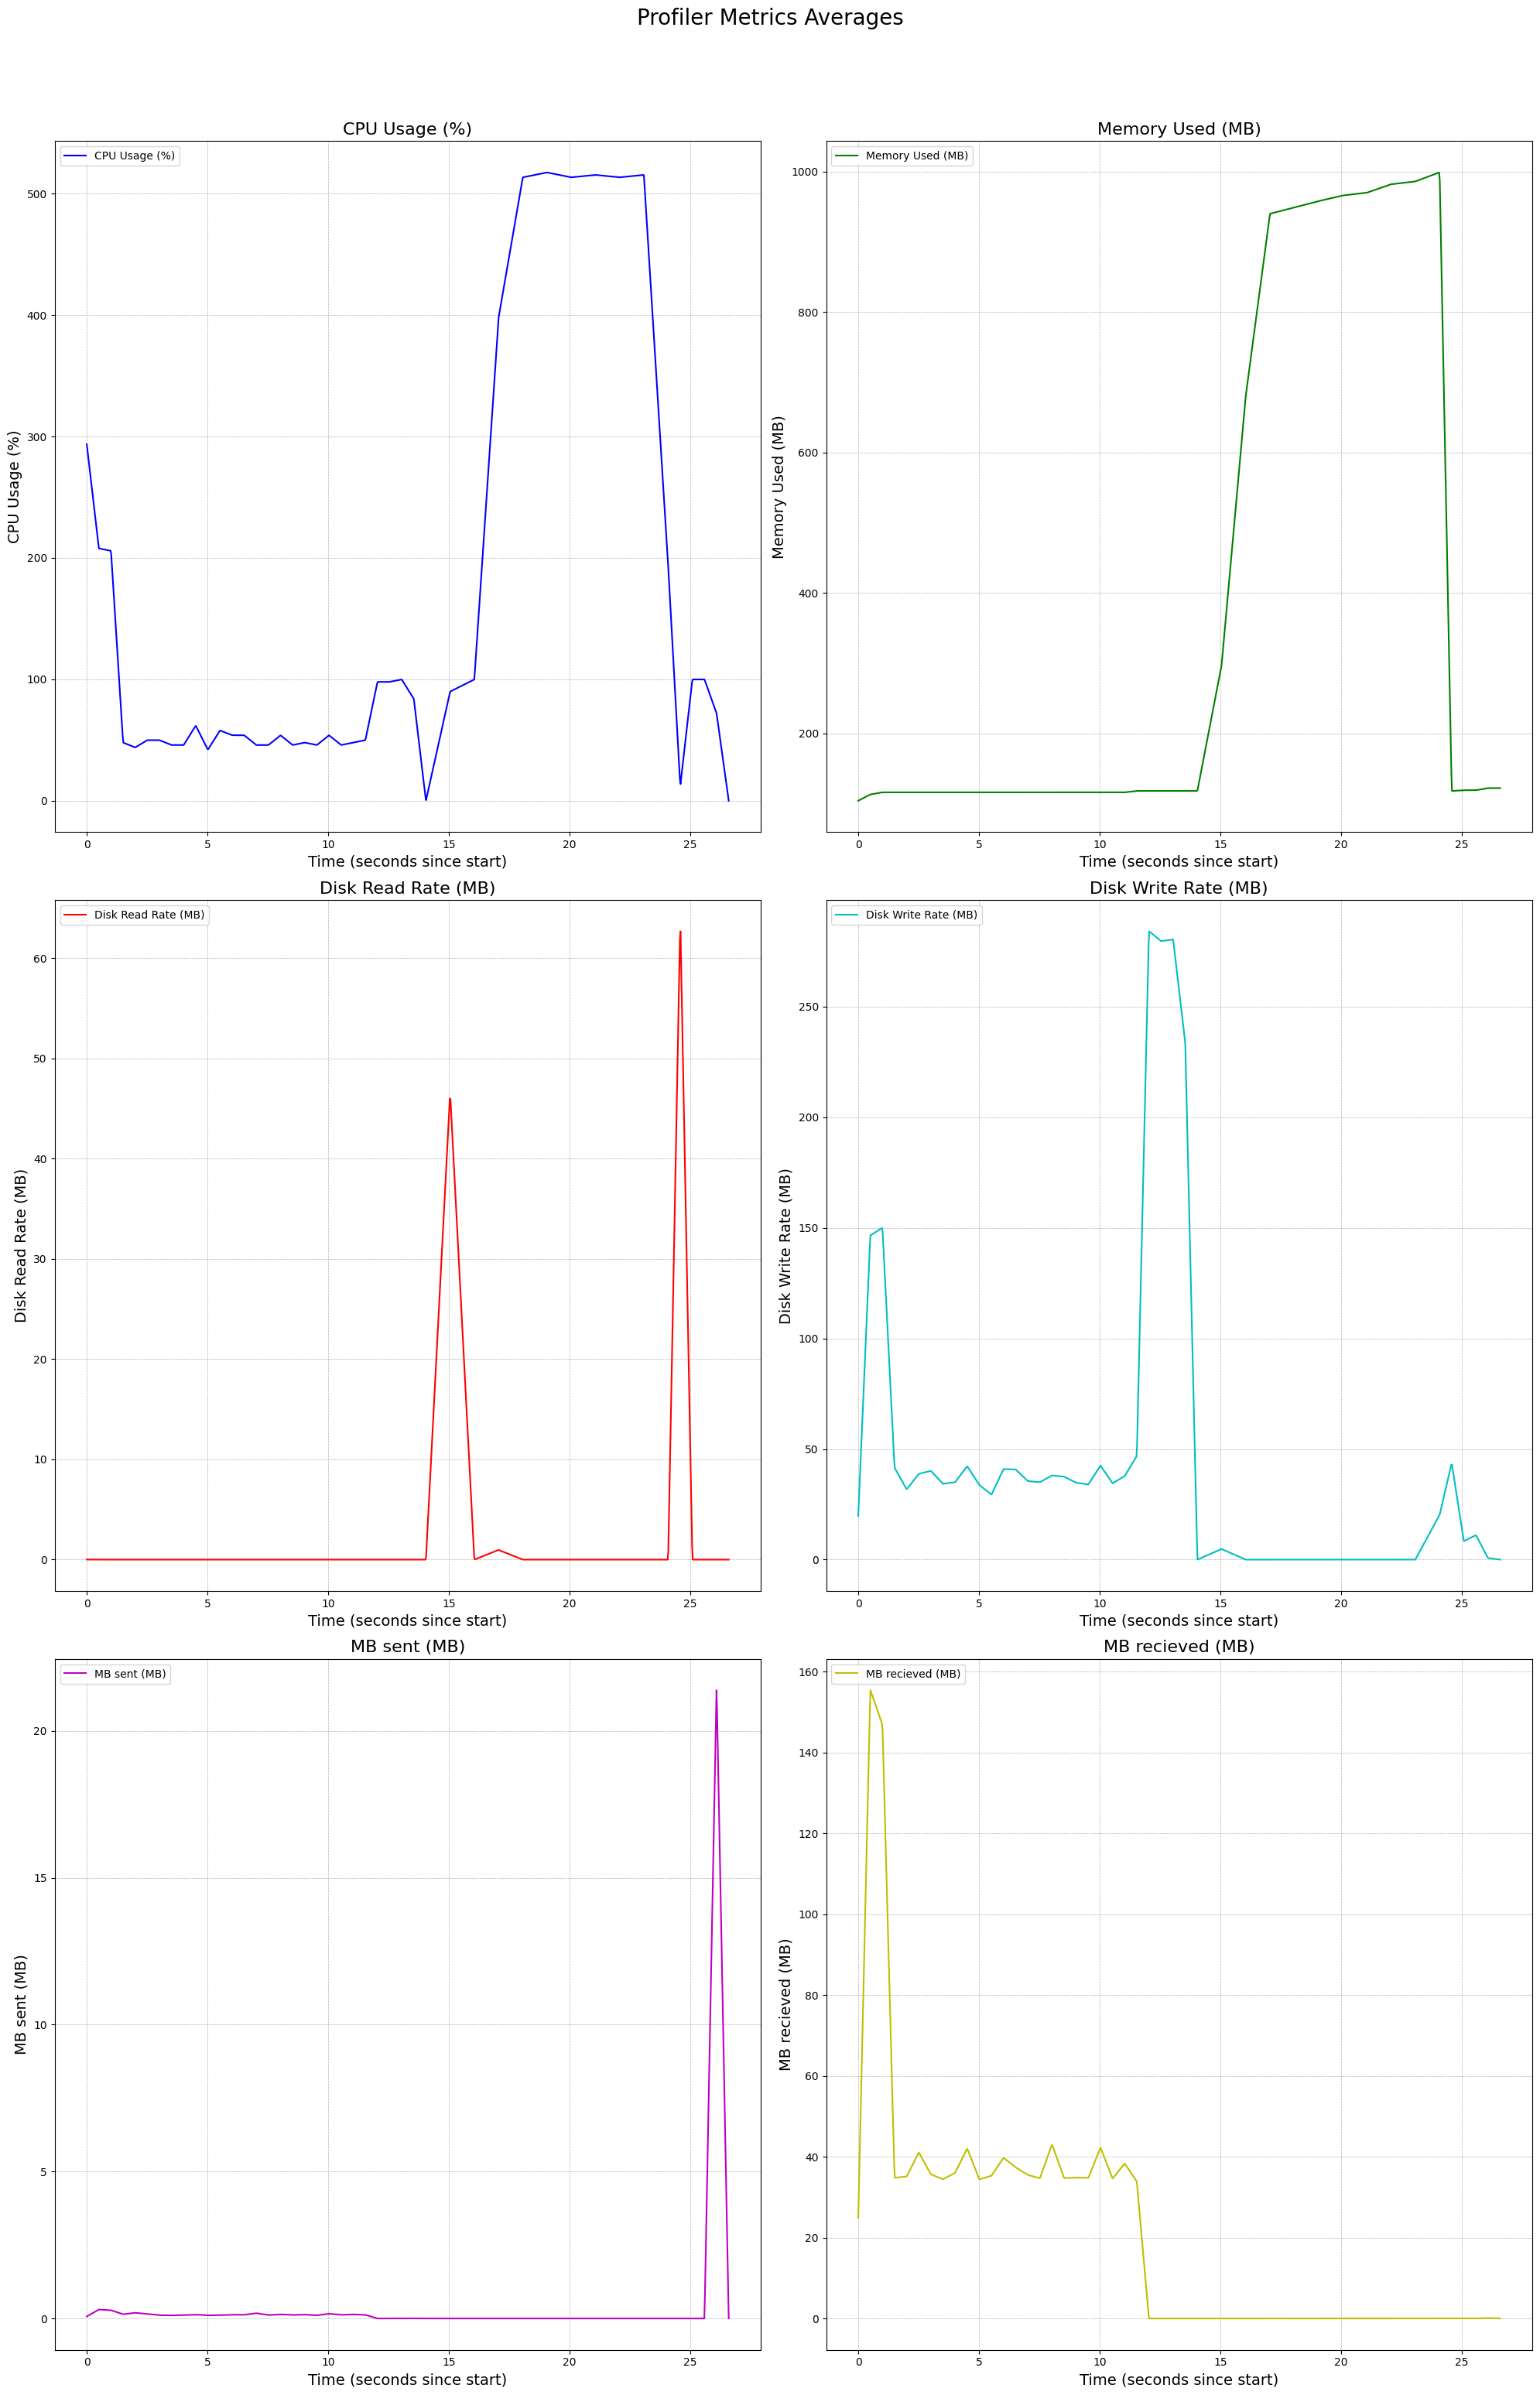 Profiler Metrics Averages
CPU Usage (%)
CPU Usage (%)
CPU Usage (%)
500
400
300
200
100
0
0 5 10 15 20 25
Time (seconds since start)
Memory Used (MB)
Memory Used (MB)
Memory Used (MB)
1000
800
600
400
200
0 5 10 15 20 25
Time (seconds since start)
Disk Read Rate (MB)
Disk Read Rate (MB)
Disk Read Rate (MB)
60
50
40
30
20
10
0
0 5 10 15 20 25
Time (seconds since start)
Disk Write Rate (MB)
Disk Write Rate (MB)
Disk Write Rate (MB)
250
200
150
100
50
0
0 5 10 15 20 25
Time (seconds since start)
MB sent (MB)
MB sent (MB)
MB sent (MB)
20
15
10
5
0
0 5 10 15 20 25
Time (seconds since start)
MB recieved (MB)
MB recieved (MB)
MB recieved (MB)
160
140
120
100
80
60
40
20
0
0 5 10 15 20 25
Time (seconds since start)